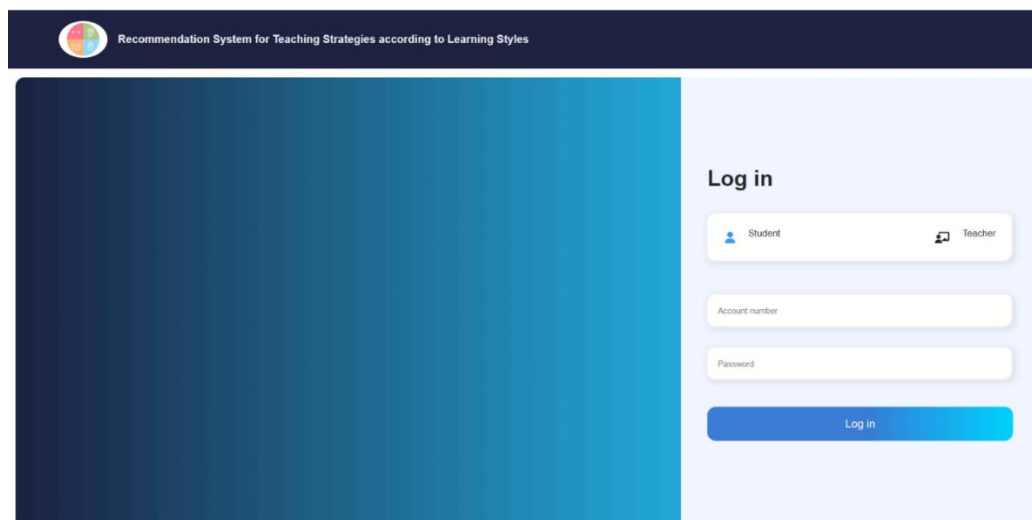 Recommendation System for Teaching Strategies according to Learning Styles
Log in
Student
Teacher
Account number
Password
Log in